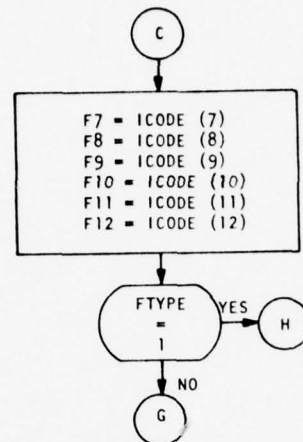 C
F7 = ICODE (7)
F8 = ICODE (8)
F9 = ICODE (9)
F10 = ICODE (10)
F11 = ICODE (11)
F12 = ICODE (12)
FTYPE
=
1
YES
H
NO
G